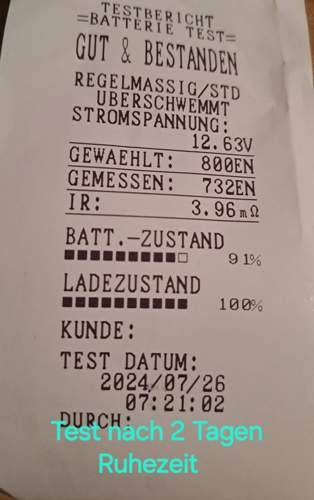 TESTBERICHT
=BATTERIE TEST=
GUT & BESTANDEN
REGELMASSIG/STD
UBERSCHWEMMT
STROMSPANNUNG:
12.63V
GEWAEHLT: 800EN
GEMESSEN: 732EN
IR: 3.96mΩ
BATT.-ZUSTAND
91%
LADEZUSTAND
100%
KUNDE:
TEST DATUM:
2024/07/26
07:21:02
DURCH:
Test nach 2 Tagen
Ruhezeit